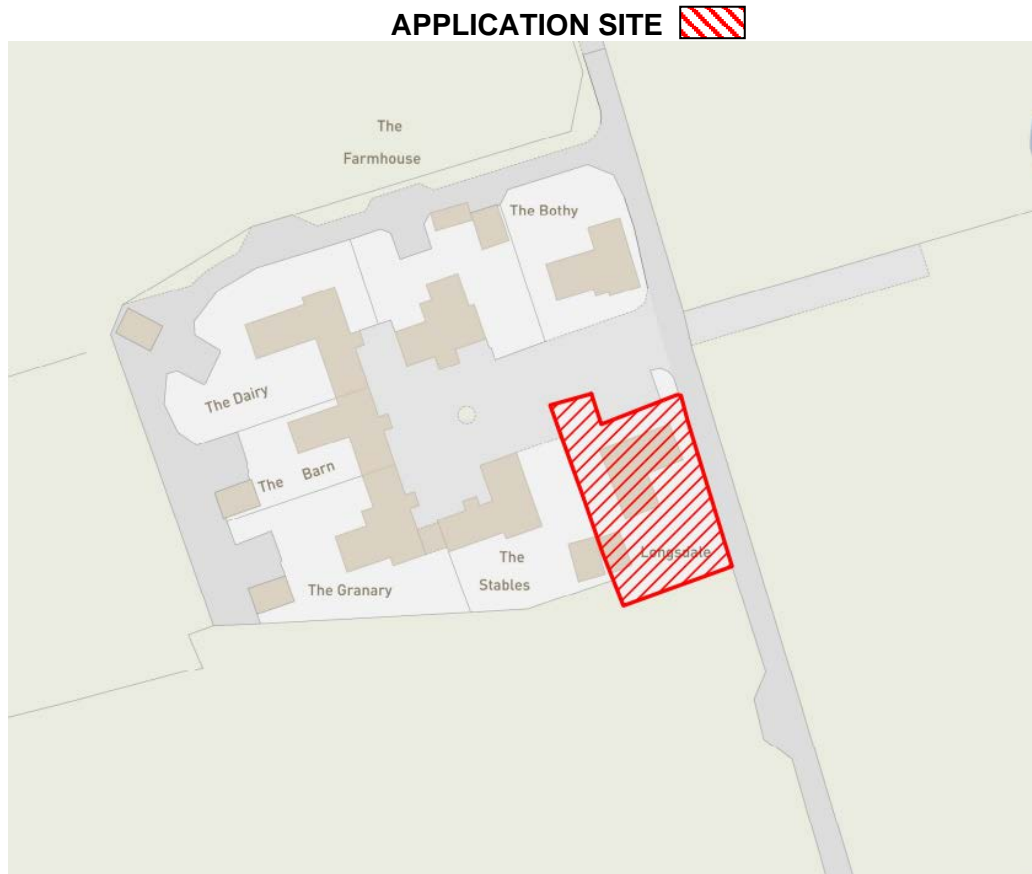 APPLICATION SITE
The
Farmhouse
The Bothy
The Dairy
The Barn
The Granary
The
Stables
Longsdale